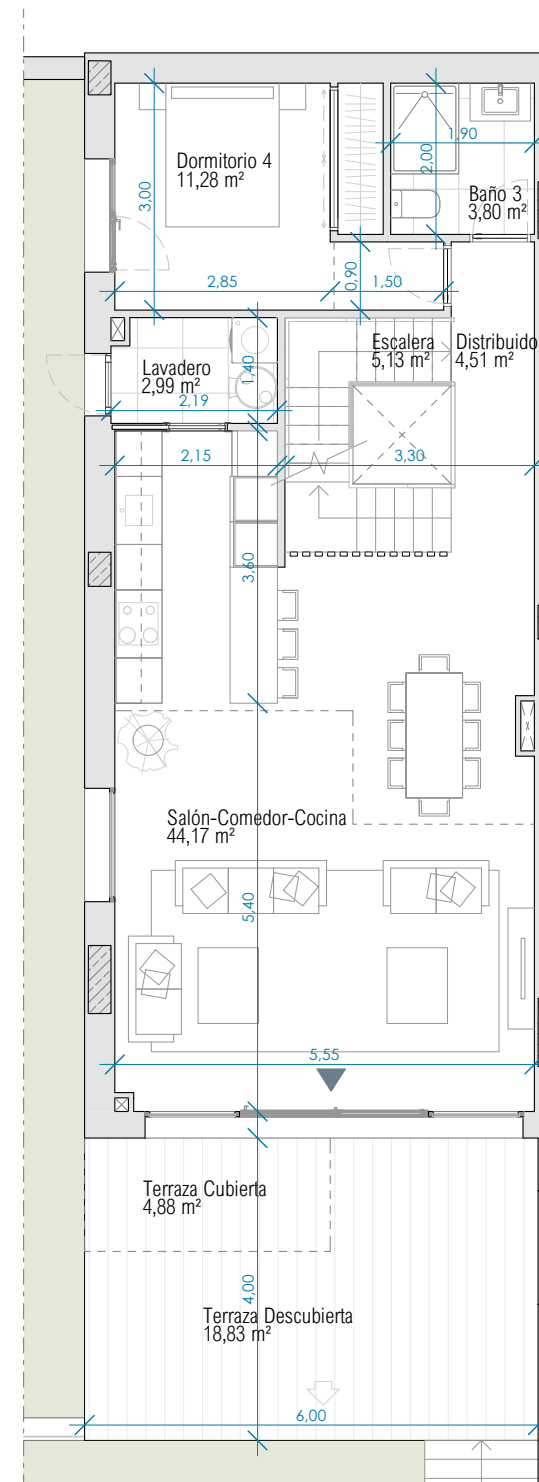 Dormitorio 4
11,28 m²
1,90
2,00
Baño 3
3,80 m²
3,00
2,85
0,90
1,50
Lavadero
2,99 m²
1,40
2,19
Escalera
5,13 m²
Distribuido
4,51 m²
2,15
3,30
3,60
Salón-Comedor-Cocina
44,17 m²
5,40
5,55
Terraza Cubierta
4,88 m²
4,00
Terraza Descubierta
18,83 m²
6,00